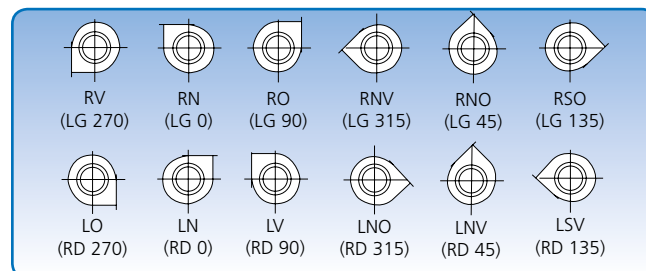 RV RN RO RNV RNO RSO
(LG 270) (LG 0) (LG 90) (LG 315) (LG 45) (LG 135)
LO LN LV LNO LNV LSV
(RD 270) (RD 0) (RD 90) (RD 315) (RD 45) (RD 135)